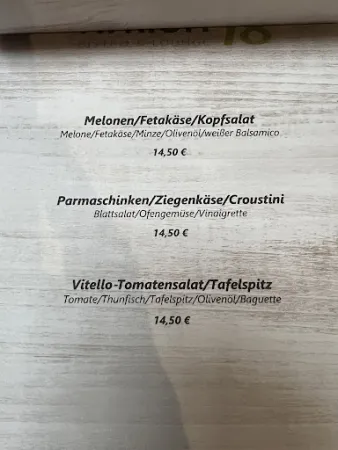 18
Melonen/Fetakäse/Kopfsalat
Melone/Fetakäse/Minze/Olivenöl/weißer Balsamico
14,50 €
Parmaschinken/Ziegenkäse/Croustini
Blattsalat/Ofengemüse/Vinaigrette
14,50 €
Vitello-Tomatensalat/Tafelspitz
Tomate/Thunfisch/Tafelspitz/Olivenöl/Baguette
14,50 €